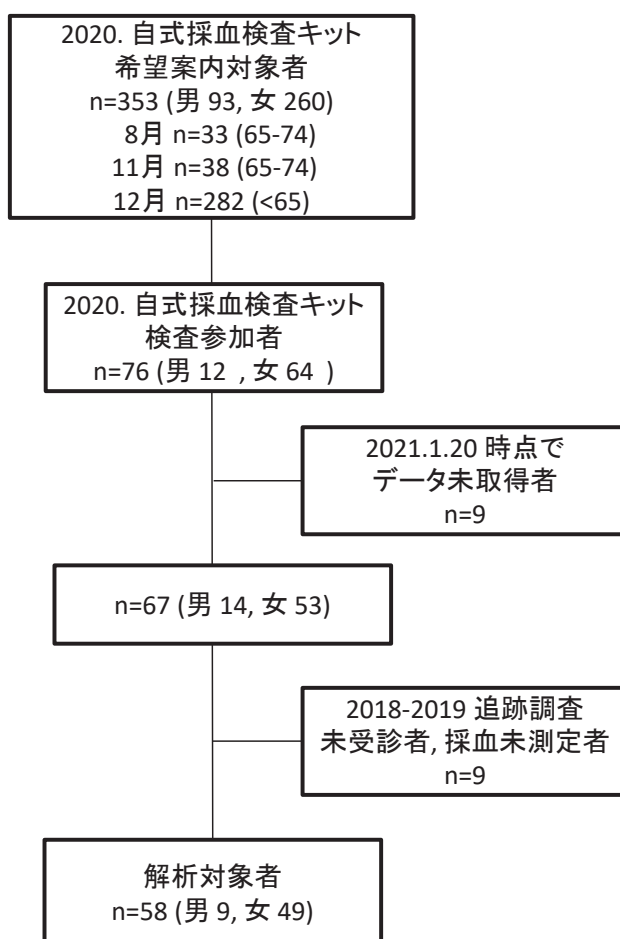 2020. 自式採血検査キット
希望案内対象者
n=353 (男 93, 女 260)
8月 n=33 (65-74)
11月 n=38 (65-74)
12月 n=282 (<65)
2020. 自式採血検査キット
検査参加者
n=76 (男 12 , 女 64 )
2021.1.20 時点で
データ未取得者
n=9
n=67 (男 14, 女 53)
2018-2019 追跡調査
未受診者, 採血未測定者
n=9
解析対象者
n=58 (男 9, 女 49)